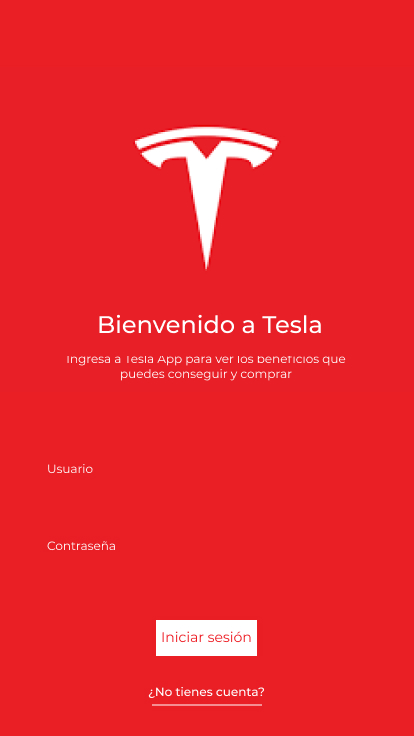 Bienvenido a Tesla
Ingresa a Tesla App para ver los beneficios que
puedes conseguir y comprar
Usuario
Contraseña
Iniciar sesión
¿No tienes cuenta?